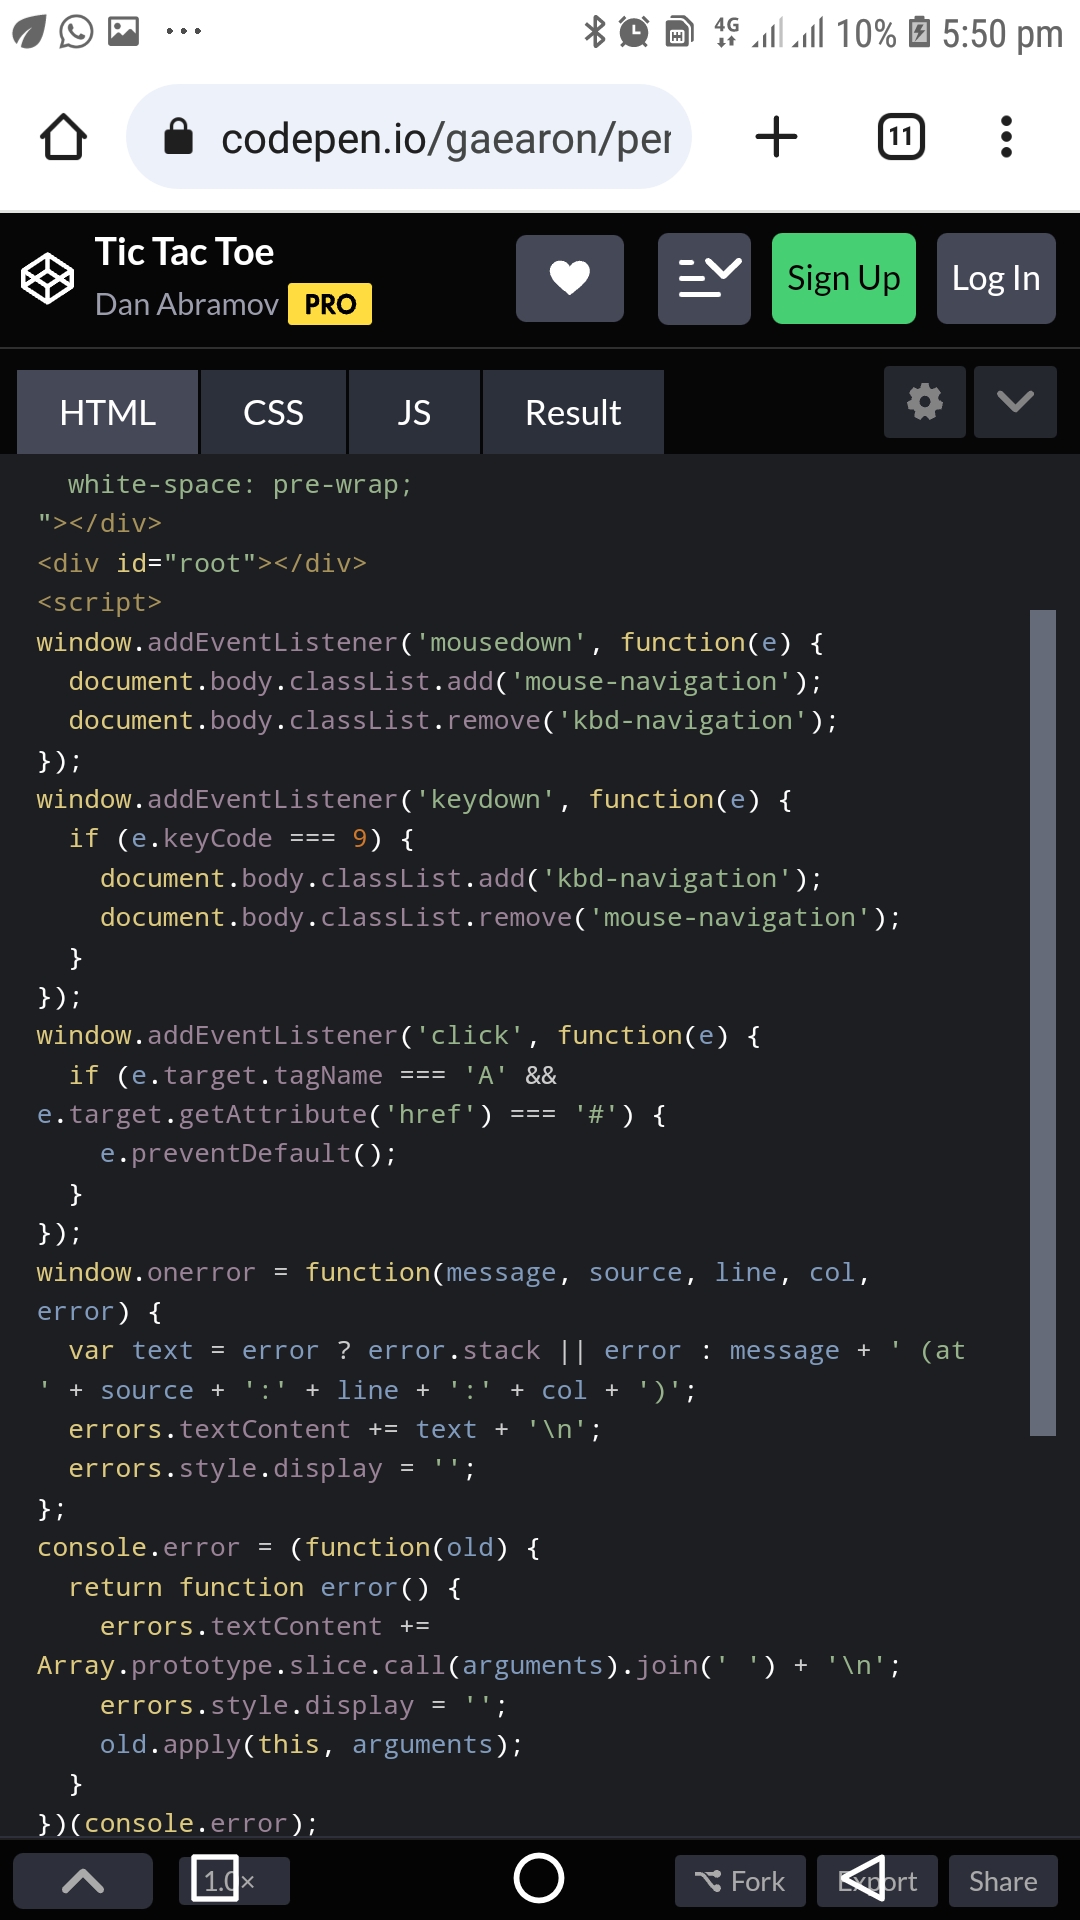 4G 10% 5:50 pm
codepen.io/gaearon/per
11
Tic Tac Toe
Dan Abramov PRO
Sign Up
Log In
HTML CSS JS Result
  white-space: pre-wrap;
"></div>
<div id="root"></div>
<script>
window.addEventListener('mousedown', function(e) {
  document.body.classList.add('mouse-navigation');
  document.body.classList.remove('kbd-navigation');
});
window.addEventListener('keydown', function(e) {
  if (e.keyCode === 9) {
    document.body.classList.add('kbd-navigation');
    document.body.classList.remove('mouse-navigation');
  }
});
window.addEventListener('click', function(e) {
  if (e.target.tagName === 'A' &&
e.target.getAttribute('href') === '#') {
    e.preventDefault();
  }
});
window.onerror = function(message, source, line, col,
error) {
  var text = error ? error.stack || error : message + ' (at
' + source + ':' + line + ':' + col + ')';
  errors.textContent += text + '\n';
  errors.style.display = '';
};
console.error = (function(old) {
  return function error() {
    errors.textContent +=
Array.prototype.slice.call(arguments).join(' ') + '\n';
    errors.style.display = '';
    old.apply(this, arguments);
  }
})(console.error);
1.0× Fork Export Share